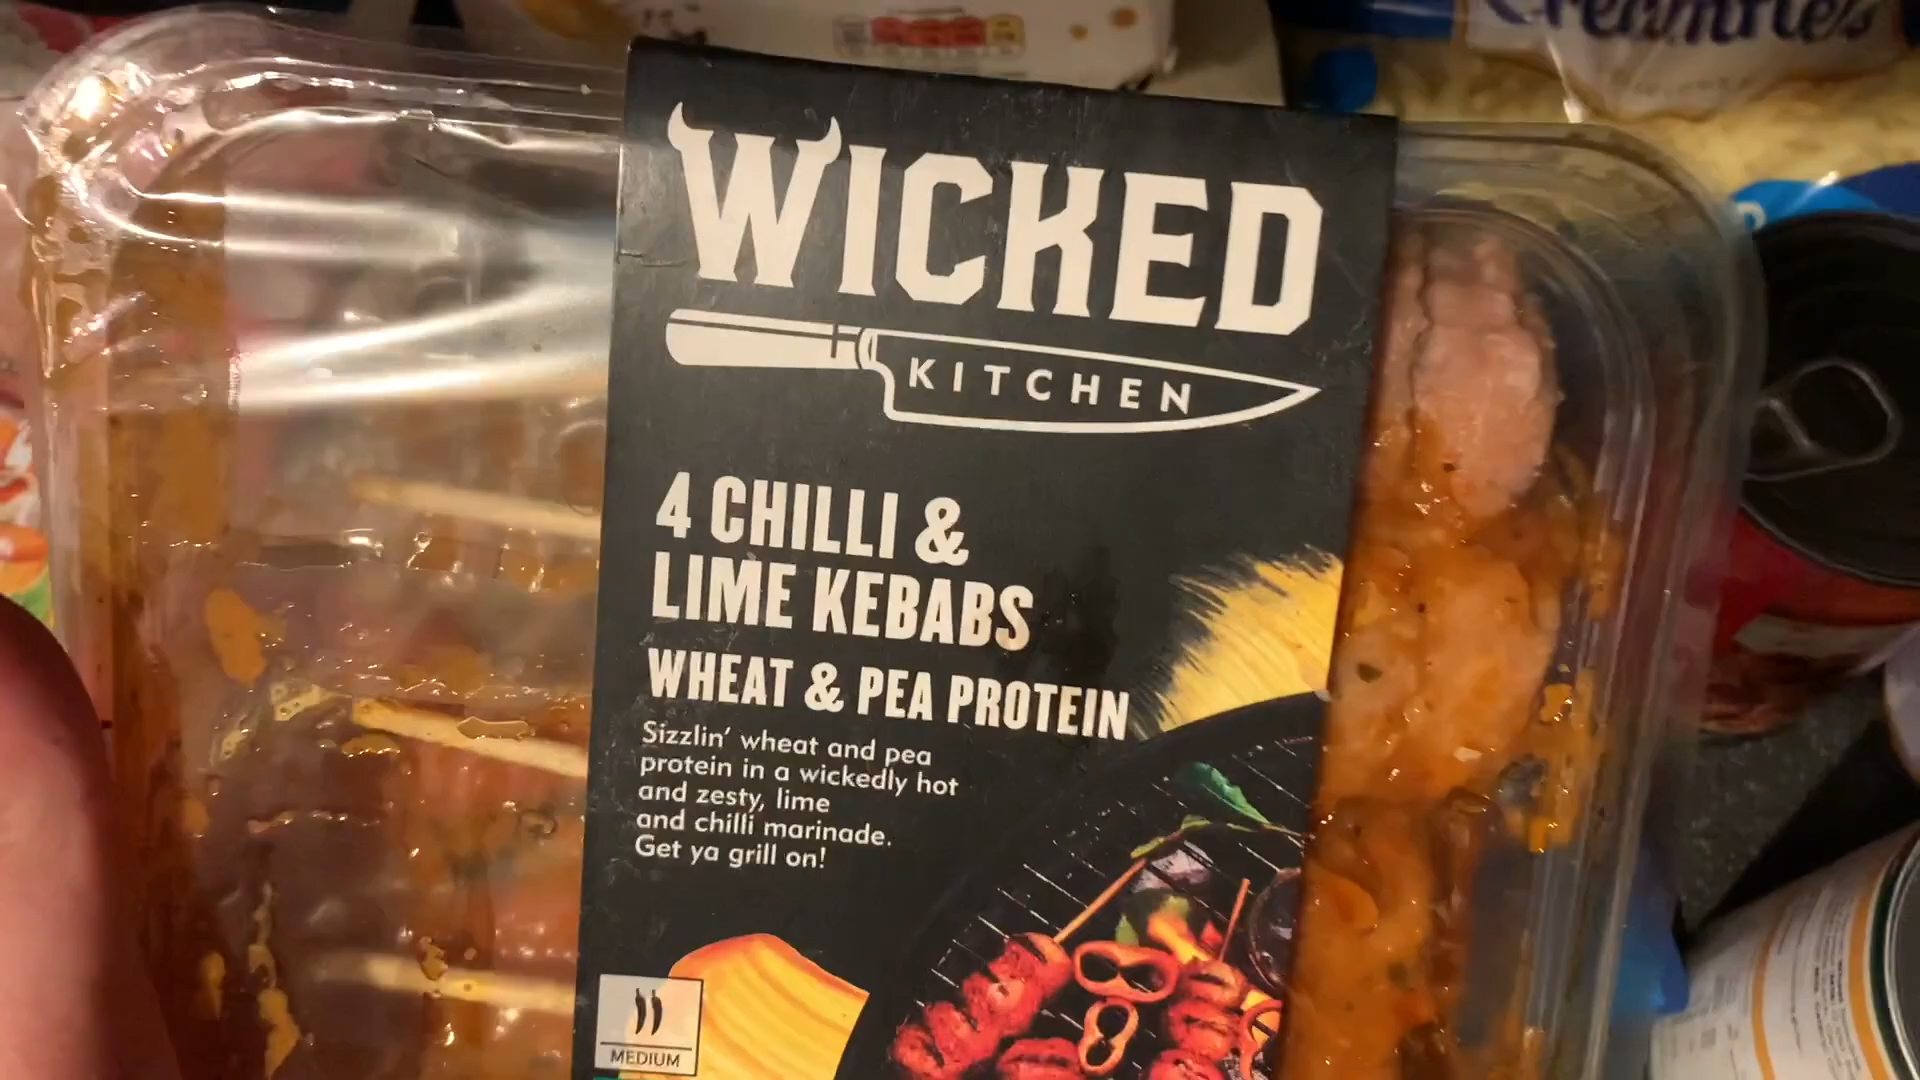 WICKED
KITCHEN
4 CHILLI &
LIME KEBABS
WHEAT & PEA PROTEIN
Sizzlin' wheat and pea
protein in a wickedly hot
and zesty, lime
and chilli marinade.
Get ya grill on!
MEDIUM